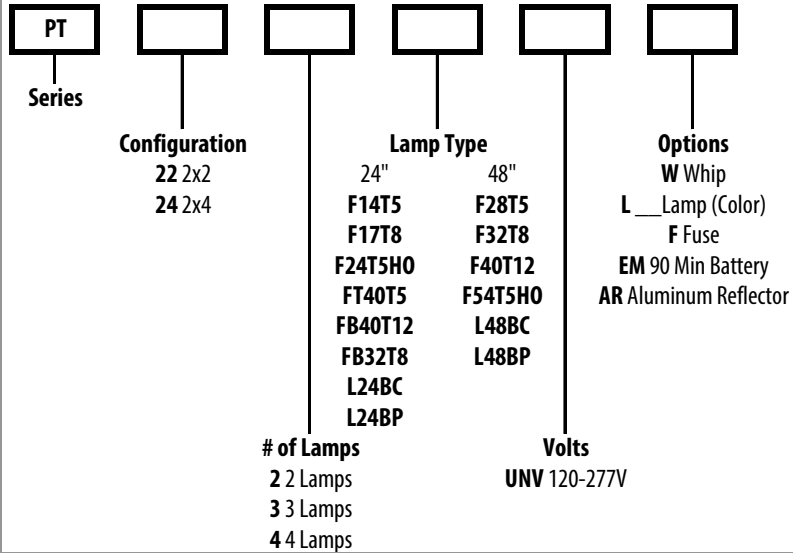 PT
Series
Configuration
22 2x2
24 2x4
# of Lamps
2 2 Lamps
3 3 Lamps
4 4 Lamps
Lamp Type
24" 48"
F14T5 F28T5
F17T8 F32T8
F24T5HO F40T12
FT40T5 F54T5HO
FB40T12 L48BC
FB32T8 L48BP
L24BC
L24BP
Volts
UNV 120-277V
Options
W Whip
L __Lamp (Color)
F Fuse
EM 90 Min Battery
AR Aluminum Reflector